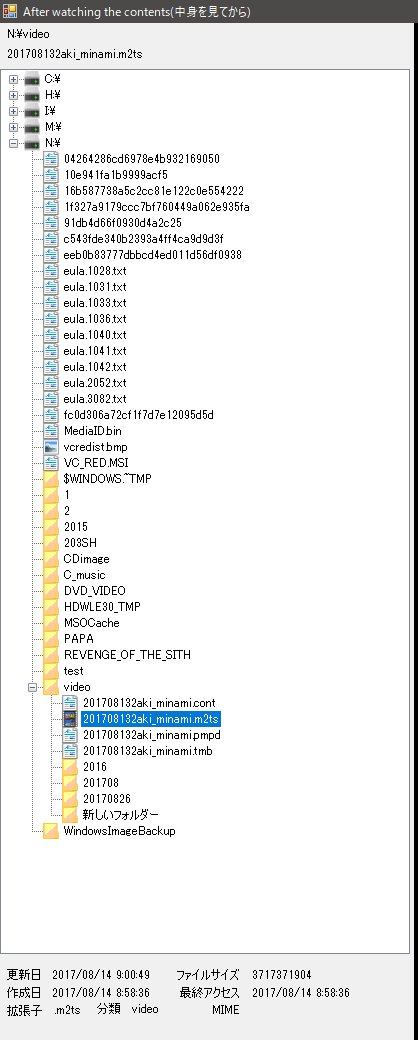 After watching the contents(中身を見てから)
N:¥video
201708132aki_minami.m2ts
C:¥
H:¥
I:¥
M:¥
N:¥
04264286cd6978e4b932169050
10e941fa1b9999acf5
16b587738a5c2cc81e122c0e554222
1f327a9179ccc7bf760449a062e935fa
91db4d66f0930d4a2c25
c543fde340b2393a4ff4ca9d9d3f
eeb0b83777dbbcd4ed011d56df0938
eula.1028.txt
eula.1031.txt
eula.1033.txt
eula.1036.txt
eula.1040.txt
eula.1041.txt
eula.1042.txt
eula.2052.txt
eula.3082.txt
fc0d306a72cf1f7d7e12095d5d
MediaID.bin
vcredist.bmp
VC_RED.MSI
$WINDOWS.~TMP
1
2
2015
203SH
CDimage
C_music
DVD_VIDEO
HDWLE30_TMP
MSOCache
PAPA
REVENGE_OF_THE_SITH
test
video
201708132aki_minami.cont
201708132aki_minami.m2ts
201708132aki_minami.pmpd
201708132aki_minami.tmb
2016
201708
20170826
新しいフォルダー
WindowsImageBackup
更新日 2017/08/14 9:00:49 ファイルサイズ 3717371904
作成日 2017/08/14 8:58:36 最終アクセス 2017/08/14 8:58:36
拡張子 .m2ts 分類 video MIME